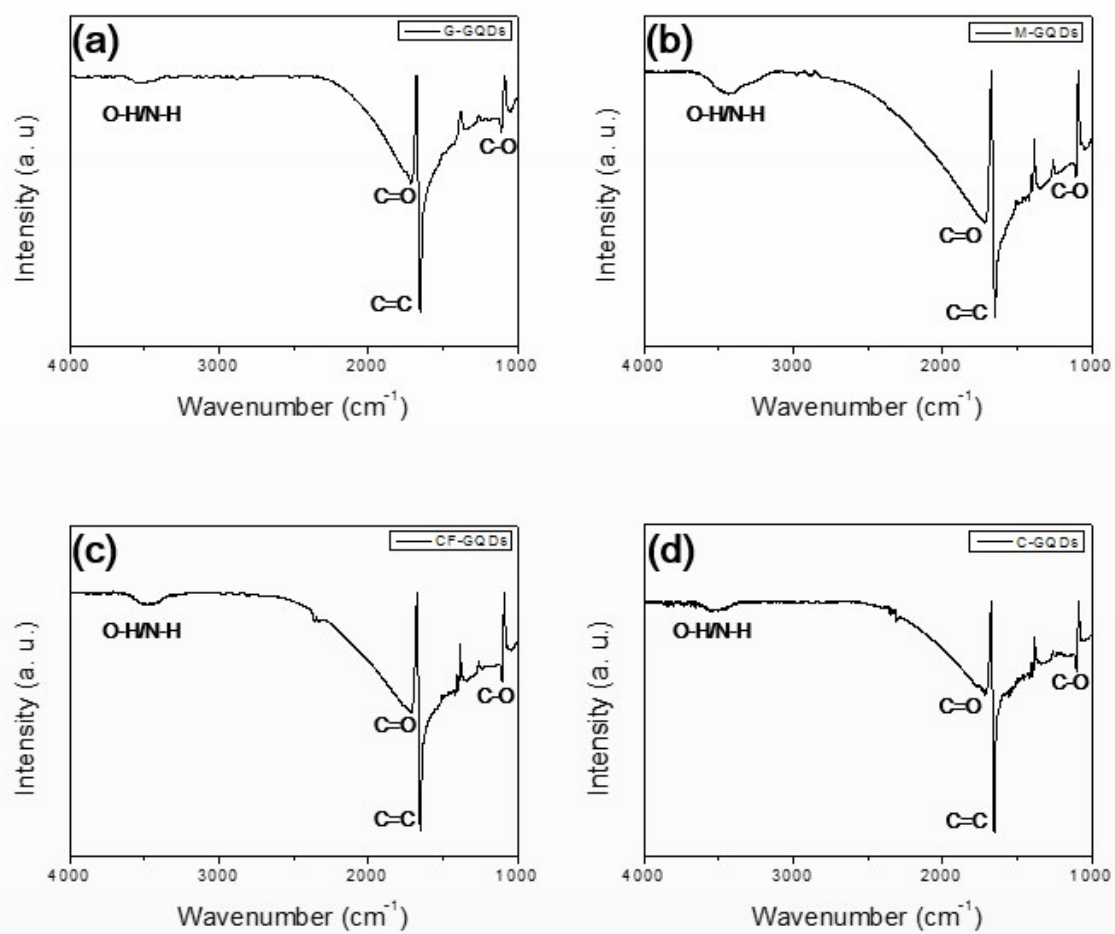 (a)
G-GQDs
O-H/N-H
C-O
C=O
C=C
Intensity (a. u)
4000 3000 2000 1000
Wavenumber (cm⁻¹)
(b)
M-GQDs
O-H/N-H
C-O
C=O
C=C
Intensity (a. u.)
4000 3000 2000 1000
Wavenumber (cm⁻¹)
(c)
CF-GQDs
O-H/N-H
C-O
C=O
C=C
Intensity (a. u.)
4000 3000 2000 1000
Wavenumber (cm⁻¹)
(d)
C-GQDs
O-H/N-H
C-O
C=O
C=C
Intensity (a. u.)
4000 3000 2000 1000
Wavenumber (cm⁻¹)